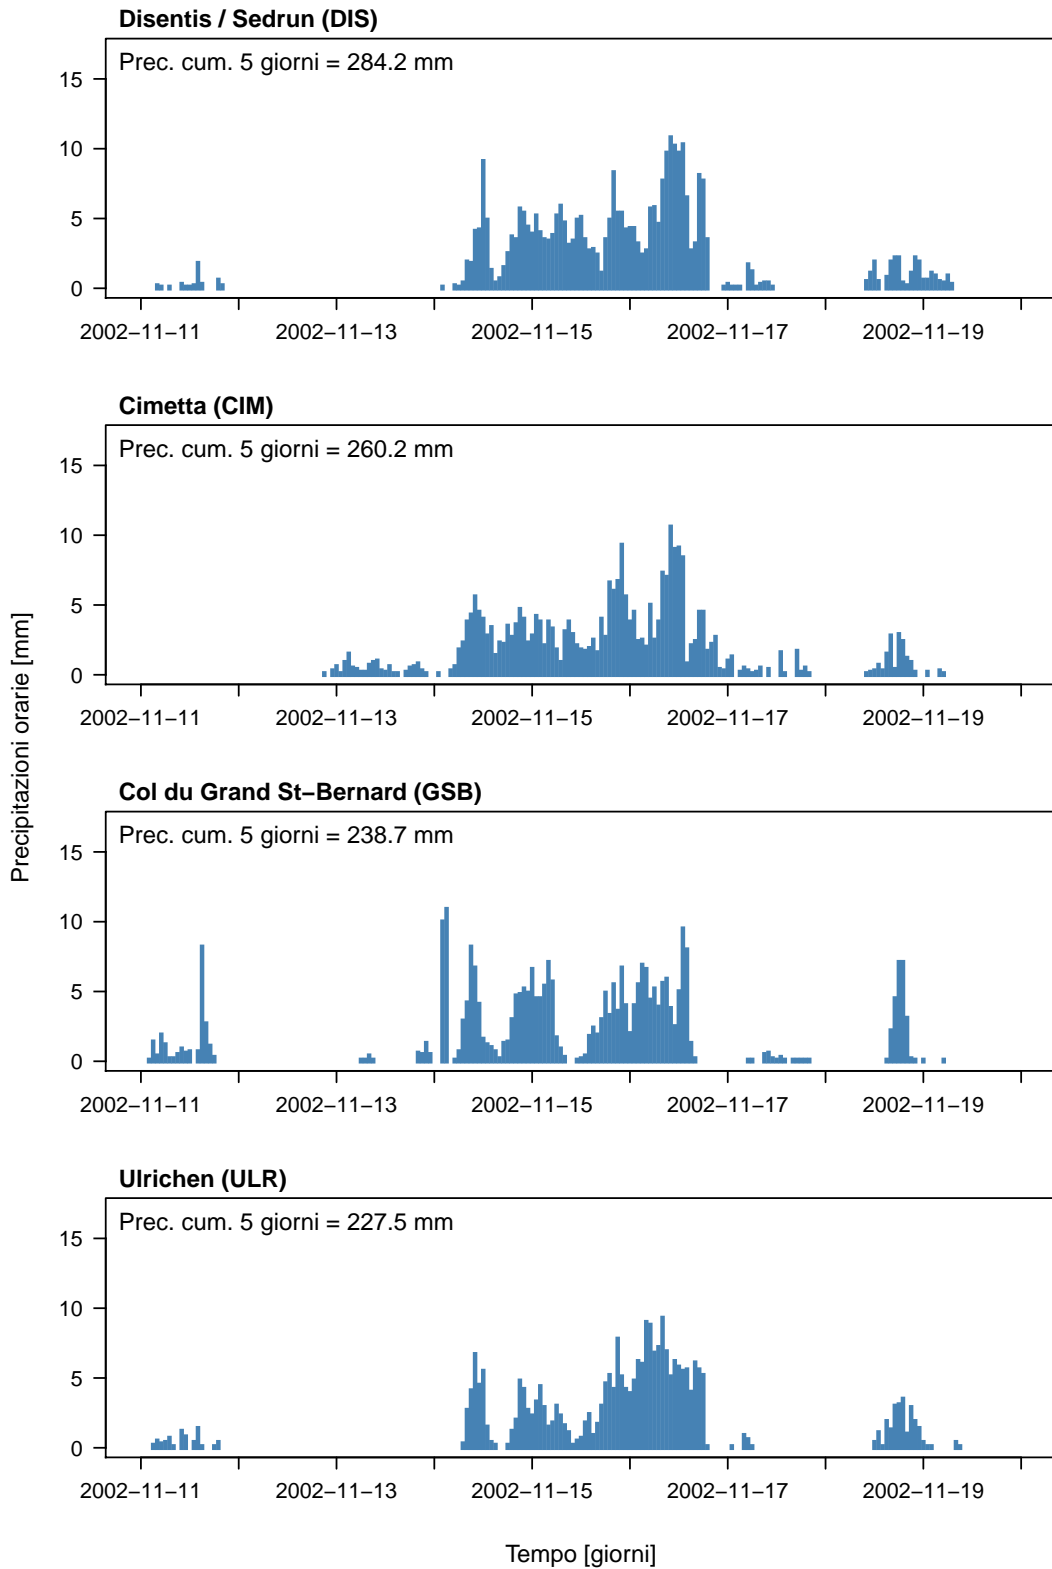 Disentis / Sedrun (DIS)
Prec. cum. 5 giorni = 284.2 mm
15
10
5
0
2002−11−11 2002−11−13 2002−11−15 2002−11−17 2002−11−19
Cimetta (CIM)
Prec. cum. 5 giorni = 260.2 mm
15
10
5
0
2002−11−11 2002−11−13 2002−11−15 2002−11−17 2002−11−19
Precipitazioni orarie [mm]
Col du Grand St−Bernard (GSB)
Prec. cum. 5 giorni = 238.7 mm
15
10
5
0
2002−11−11 2002−11−13 2002−11−15 2002−11−17 2002−11−19
Ulrichen (ULR)
Prec. cum. 5 giorni = 227.5 mm
15
10
5
0
2002−11−11 2002−11−13 2002−11−15 2002−11−17 2002−11−19
Tempo [giorni]